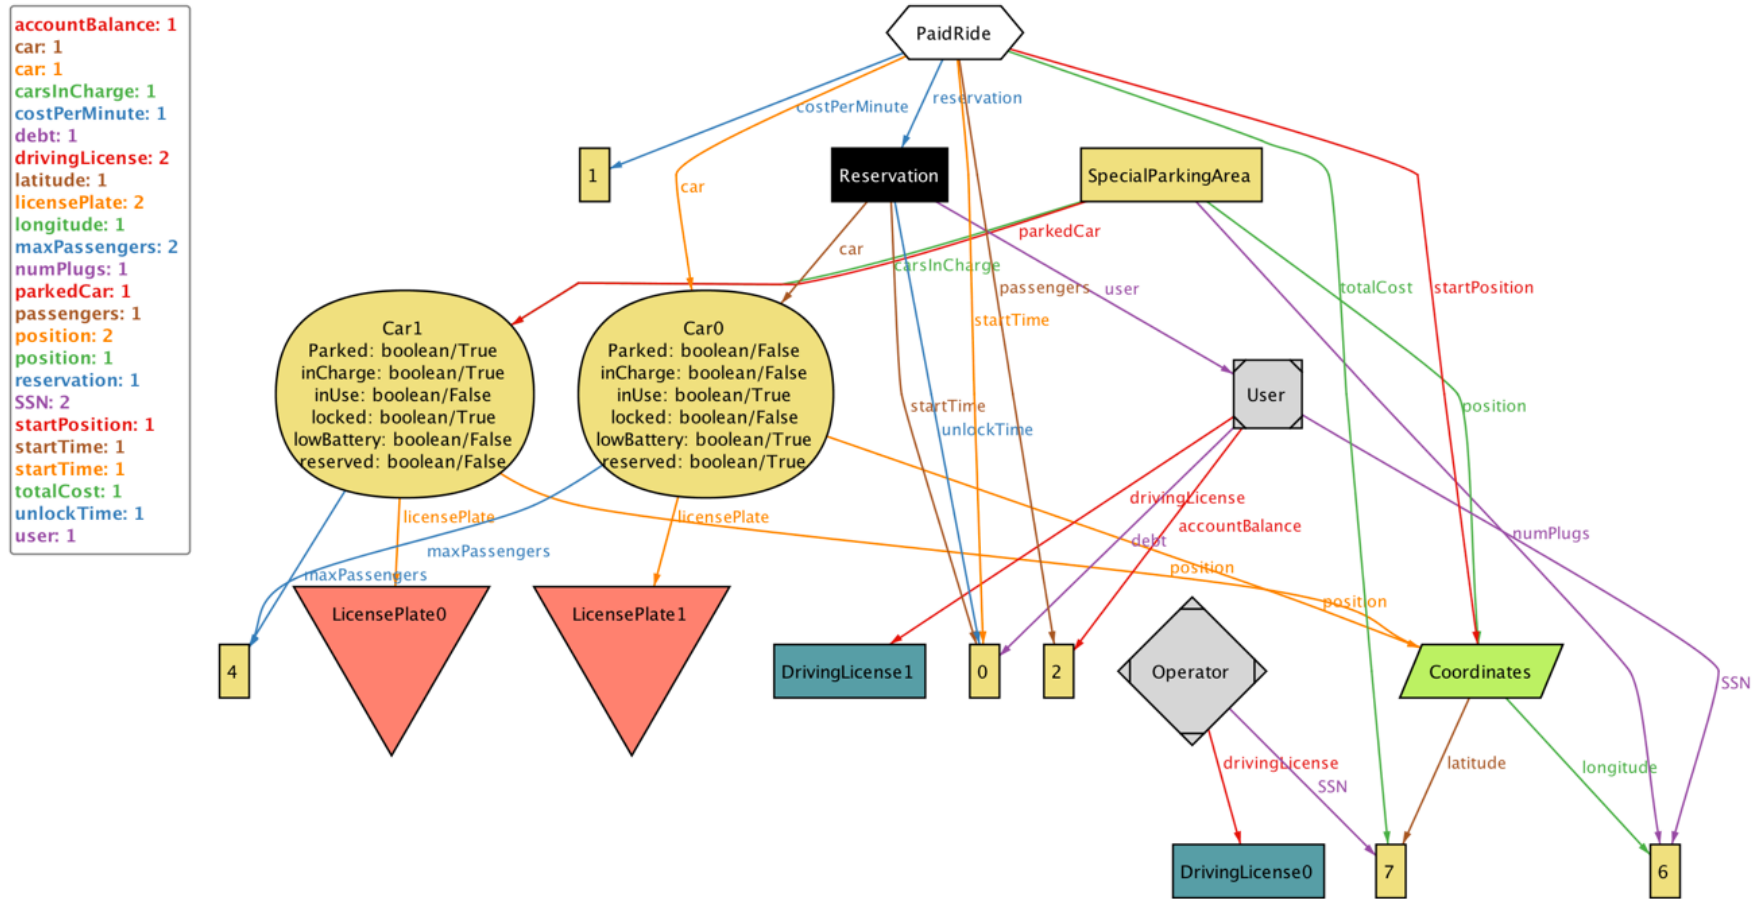 accountBalance: 1
car: 1
car: 1
carsInCharge: 1
costPerMinute: 1
debt: 1
drivingLicense: 2
latitude: 1
licensePlate: 2
longitude: 1
maxPassengers: 2
numPlugs: 1
parkedCar: 1
passengers: 1
position: 2
position: 1
reservation: 1
SSN: 2
startPosition: 1
startTime: 1
startTime: 1
totalCost: 1
unlockTime: 1
user: 1
PaidRide
costPerMinute
reservation
1
car
Reservation
SpecialParkingArea
parkedCar
car
carsInCharge
passengers
user
totalCost
startPosition
startTime
Car1
Parked: boolean/True
inCharge: boolean/True
inUse: boolean/False
locked: boolean/True
lowBattery: boolean/False
reserved: boolean/False
Car0
Parked: boolean/False
inCharge: boolean/False
inUse: boolean/True
locked: boolean/False
lowBattery: boolean/True
reserved: boolean/True
User
startTime
position
unlockTime
drivingLicense
licensePlate
licensePlate
accountBalance
numPlugs
debt
maxPassengers
position
maxPassengers
position
LicensePlate0
LicensePlate1
4
DrivingLicense1
0
2
Operator
Coordinates
SSN
drivingLicense
latitude
longitude
SSN
DrivingLicense0
7
6